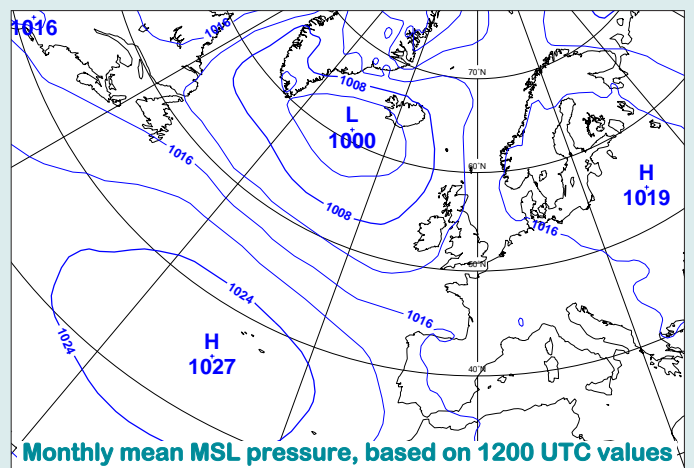 1016
1016
1008
70°N
L
1000
1016
60°N
H
1019
1008
1016
50°N
1024
1016
1024
H
1027
40°N
Monthly mean MSL pressure, based on 1200 UTC values